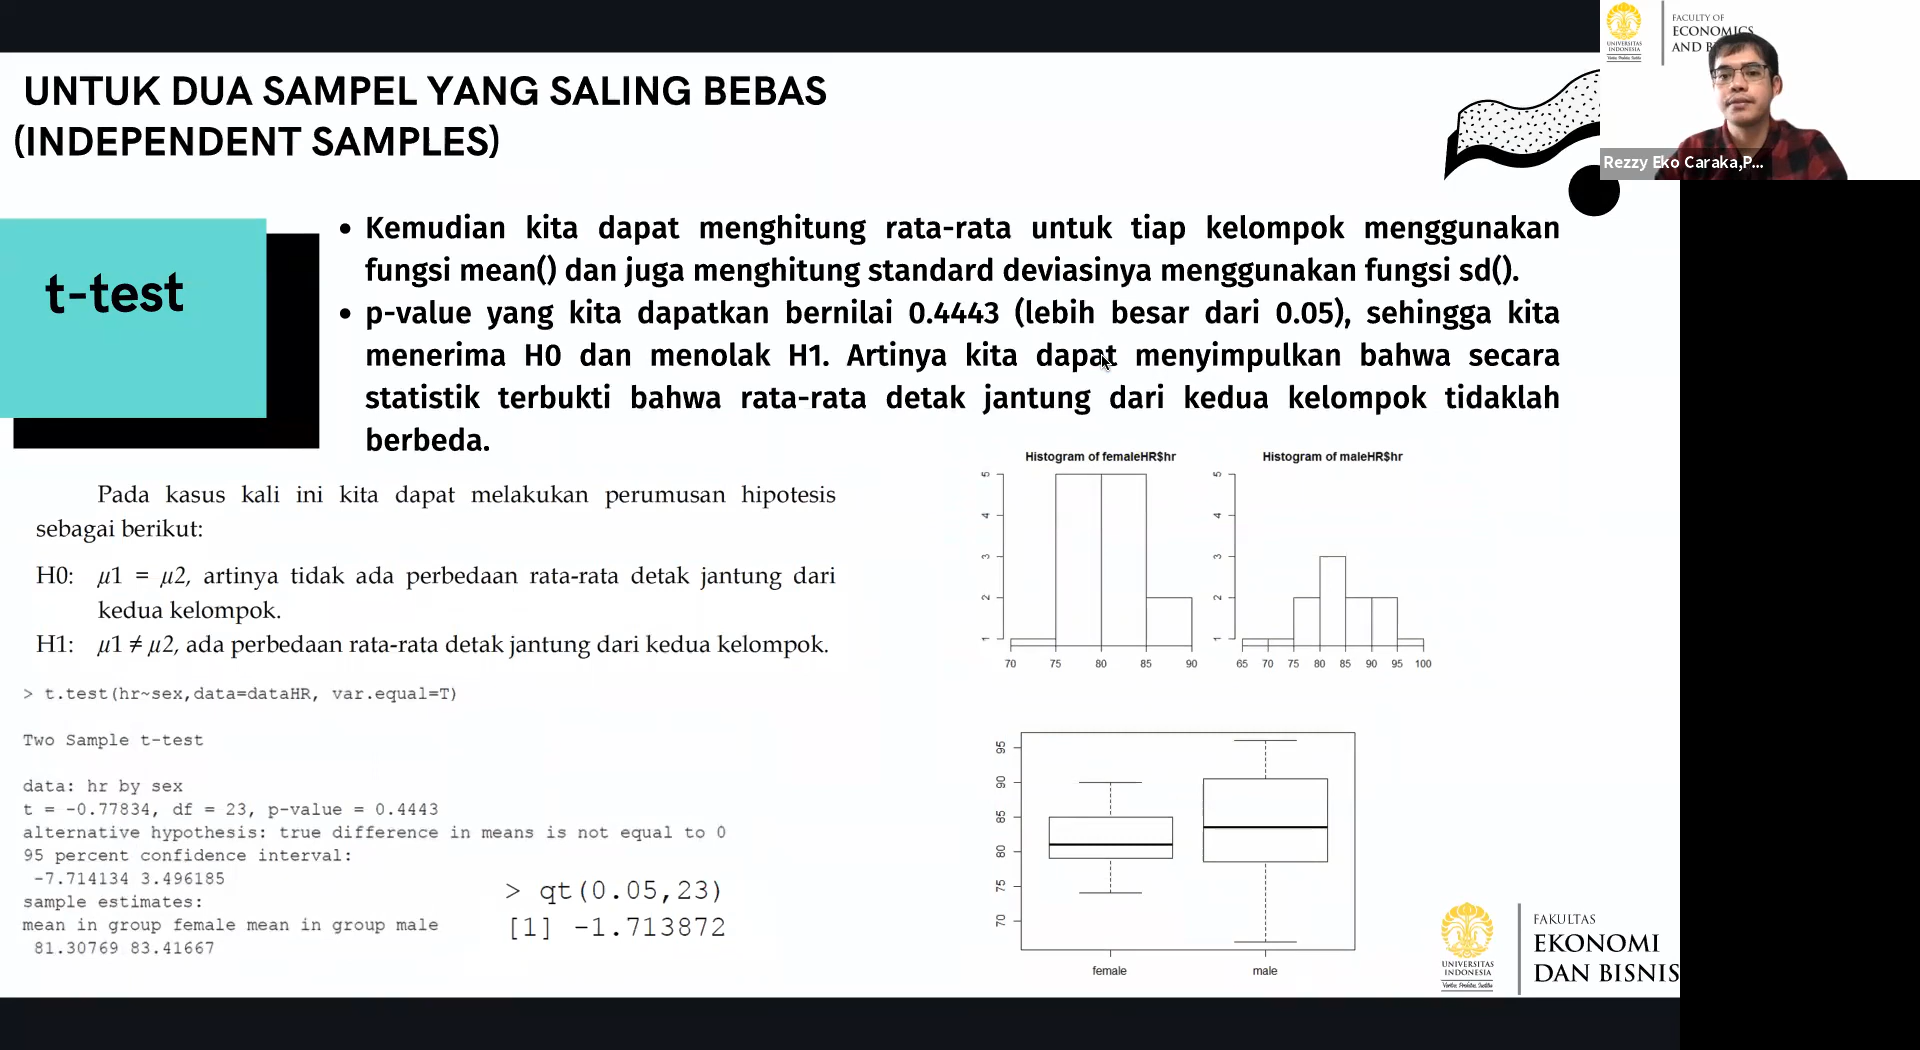 UNTUK DUA SAMPEL YANG SALING BEBAS
(INDEPENDENT SAMPLES)
UNIVERSITAS
INDONESIA
FACULTY OF
ECONOMICS
AND B
Rezzy Eko Caraka,P...
t-test
• Kemudian kita dapat menghitung rata-rata untuk tiap kelompok menggunakan
fungsi mean() dan juga menghitung standard deviasinya menggunakan fungsi sd().
• p-value yang kita dapatkan bernilai 0.4443 (lebih besar dari 0.05), sehingga kita
menerima H0 dan menolak H1. Artinya kita dapat menyimpulkan bahwa secara
statistik terbukti bahwa rata-rata detak jantung dari kedua kelompok tidaklah
berbeda.
Pada kasus kali ini kita dapat melakukan perumusan hipotesis
sebagai berikut:
H0: μ1 = μ2, artinya tidak ada perbedaan rata-rata detak jantung dari
kedua kelompok.
H1: μ1 ≠ μ2, ada perbedaan rata-rata detak jantung dari kedua kelompok.
> t.test(hr~sex,data=dataHR, var.equal=T)
Two Sample t-test
data: hr by sex
t = -0.77834, df = 23, p-value = 0.4443
alternative hypothesis: true difference in means is not equal to 0
95 percent confidence interval:
-7.714134 3.496185
sample estimates:
mean in group female mean in group male
81.30769 83.41667
> qt(0.05,23)
[1] -1.713872
Histogram of femaleHR$hr
5
4
3
2
1
70 75 80 85 90
Histogram of maleHR$hr
5
4
3
2
1
65 70 75 80 85 90 95 100
95
90
85
80
75
70
female male
UNIVERSITAS
INDONESIA
Veritas, Probitas, Iustitia
FAKULTAS
EKONOMI
DAN BISNIS